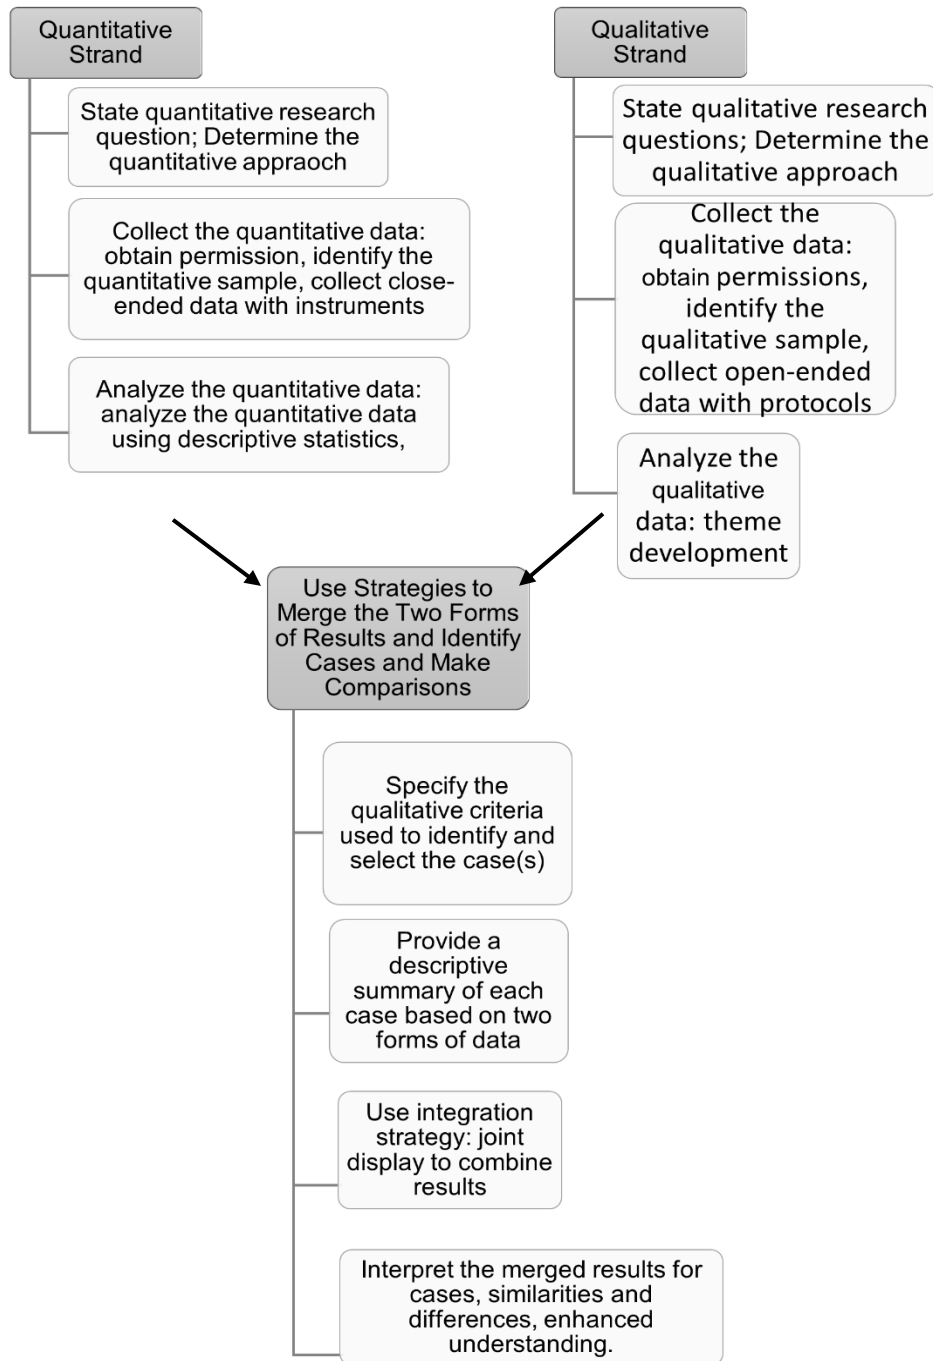 Quantitative
Strand
State quantitative research
question; Determine the
quantitative appraoch
Collect the quantitative data:
obtain permission, identify the
quantitative sample, collect close-
ended data with instruments
Analyze the quantitative data:
analyze the quantitative data
using descriptive statistics,
Qualitative
Strand
State qualitative research
questions; Determine the
qualitative approach
Collect the
qualitative data:
obtain permissions,
identify the
qualitative sample,
collect open-ended
data with protocols
Analyze the
qualitative
data: theme
development
Use Strategies to
Merge the Two Forms
of Results and Identify
Cases and Make
Comparisons
Specify the
qualitative criteria
used to identify and
select the case(s)
Provide a
descriptive
summary of each
case based on two
forms of data
Use integration
strategy: joint
display to combine
results
Interpret the merged results for
cases, similarities and
differences, enhanced
understanding.